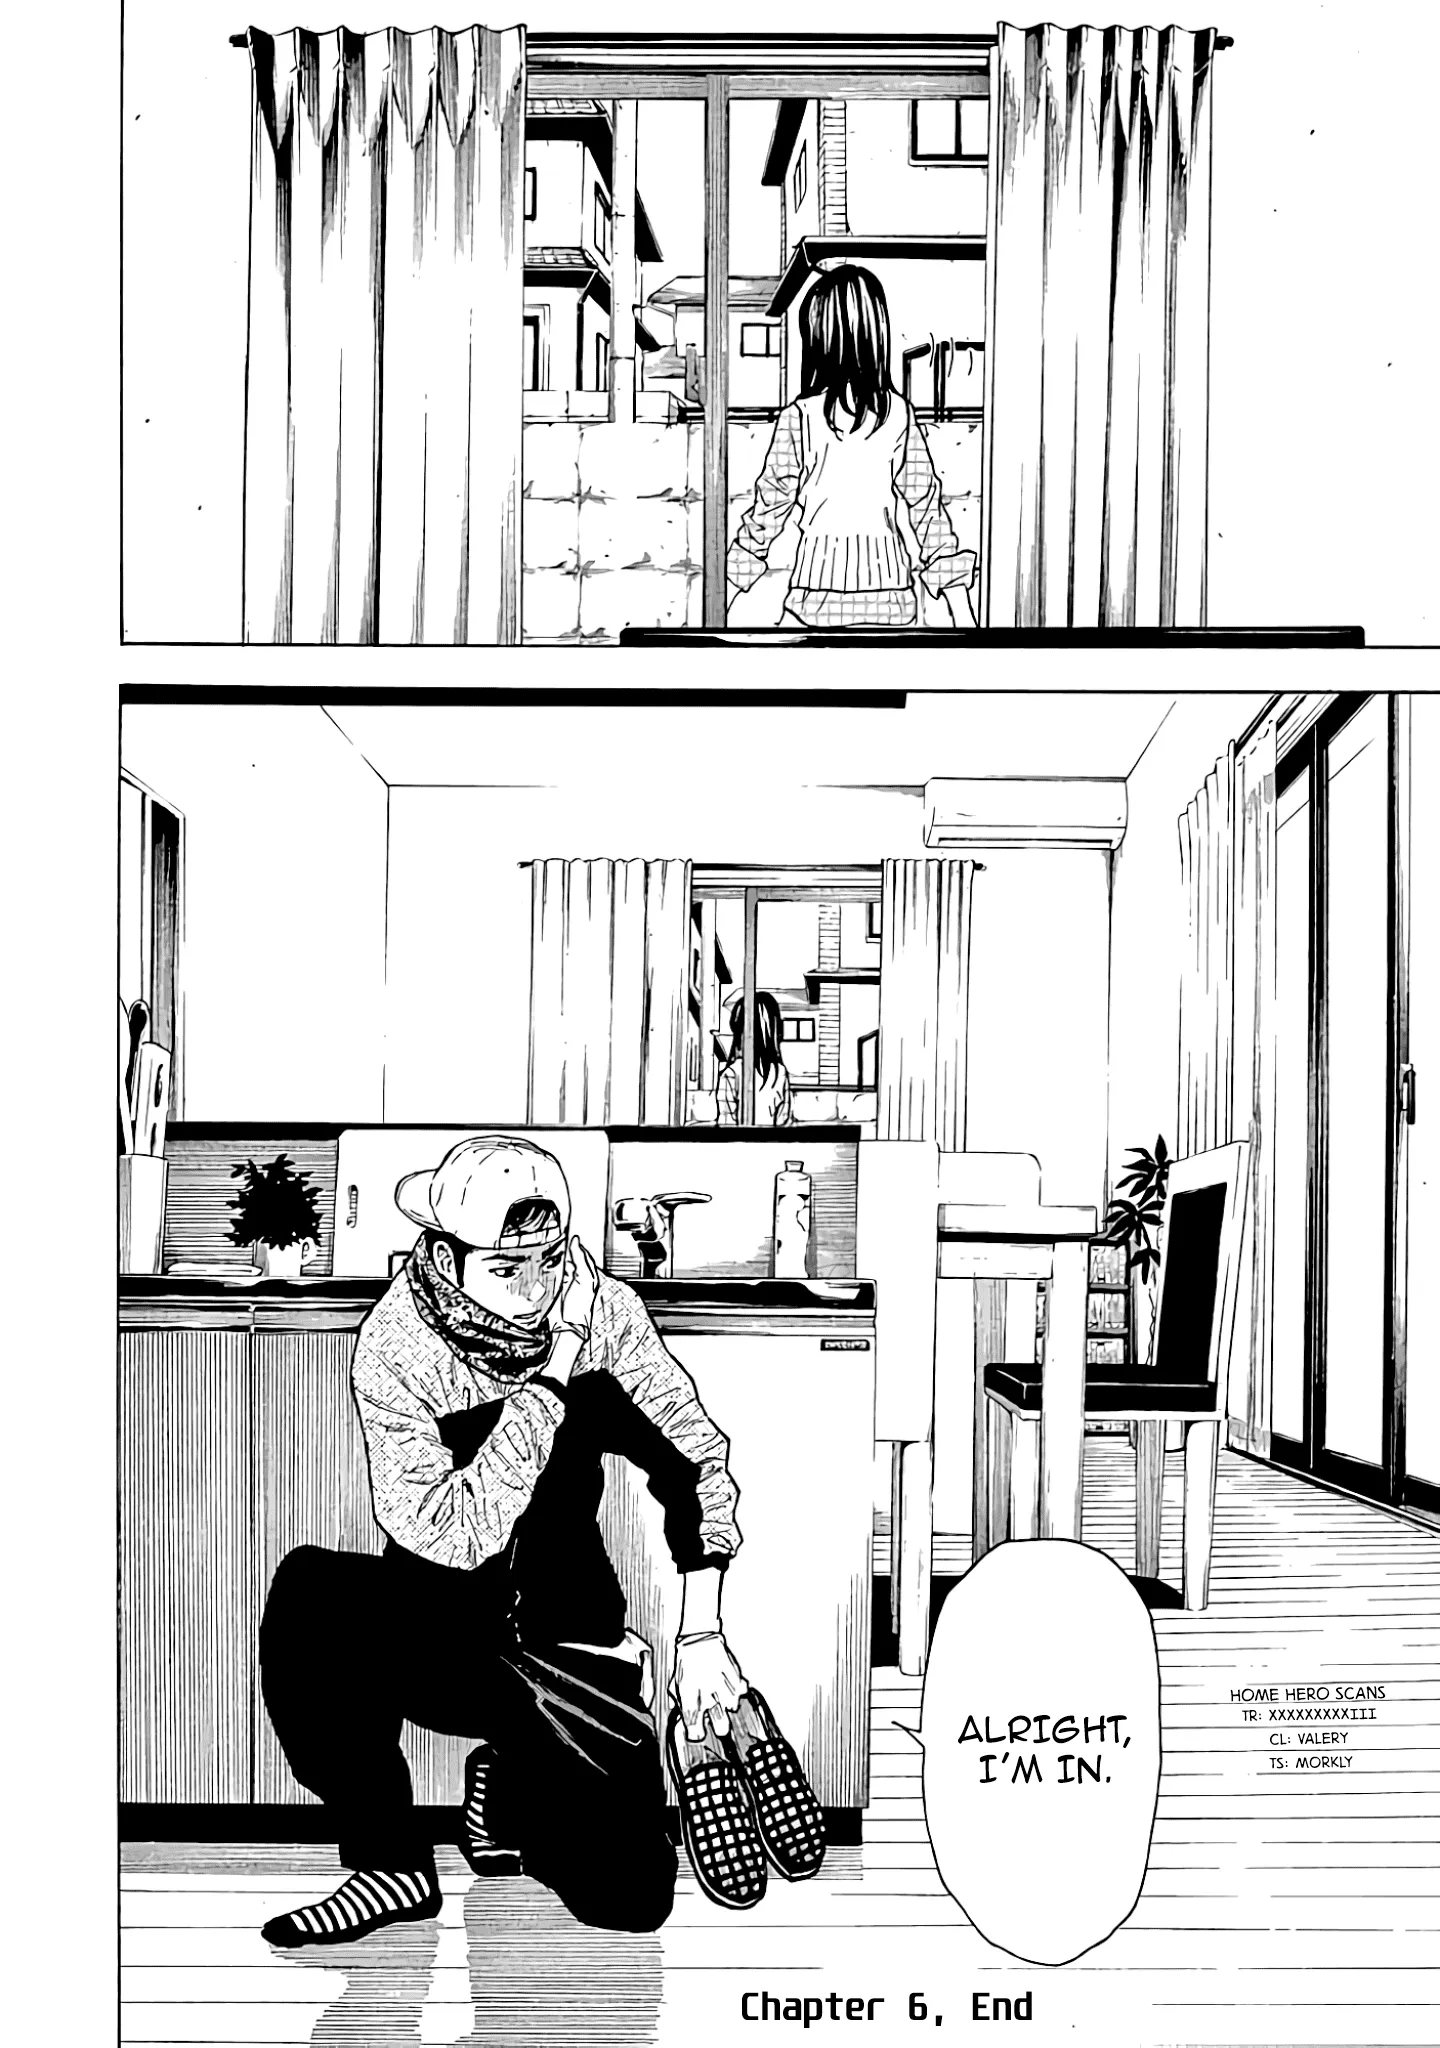 ALRIGHT,
I'M IN.
HOME HERO SCANS
TR: XXXXXXXXXIII
CL: VALERY
TS: MORKLY
Chapter 6, End